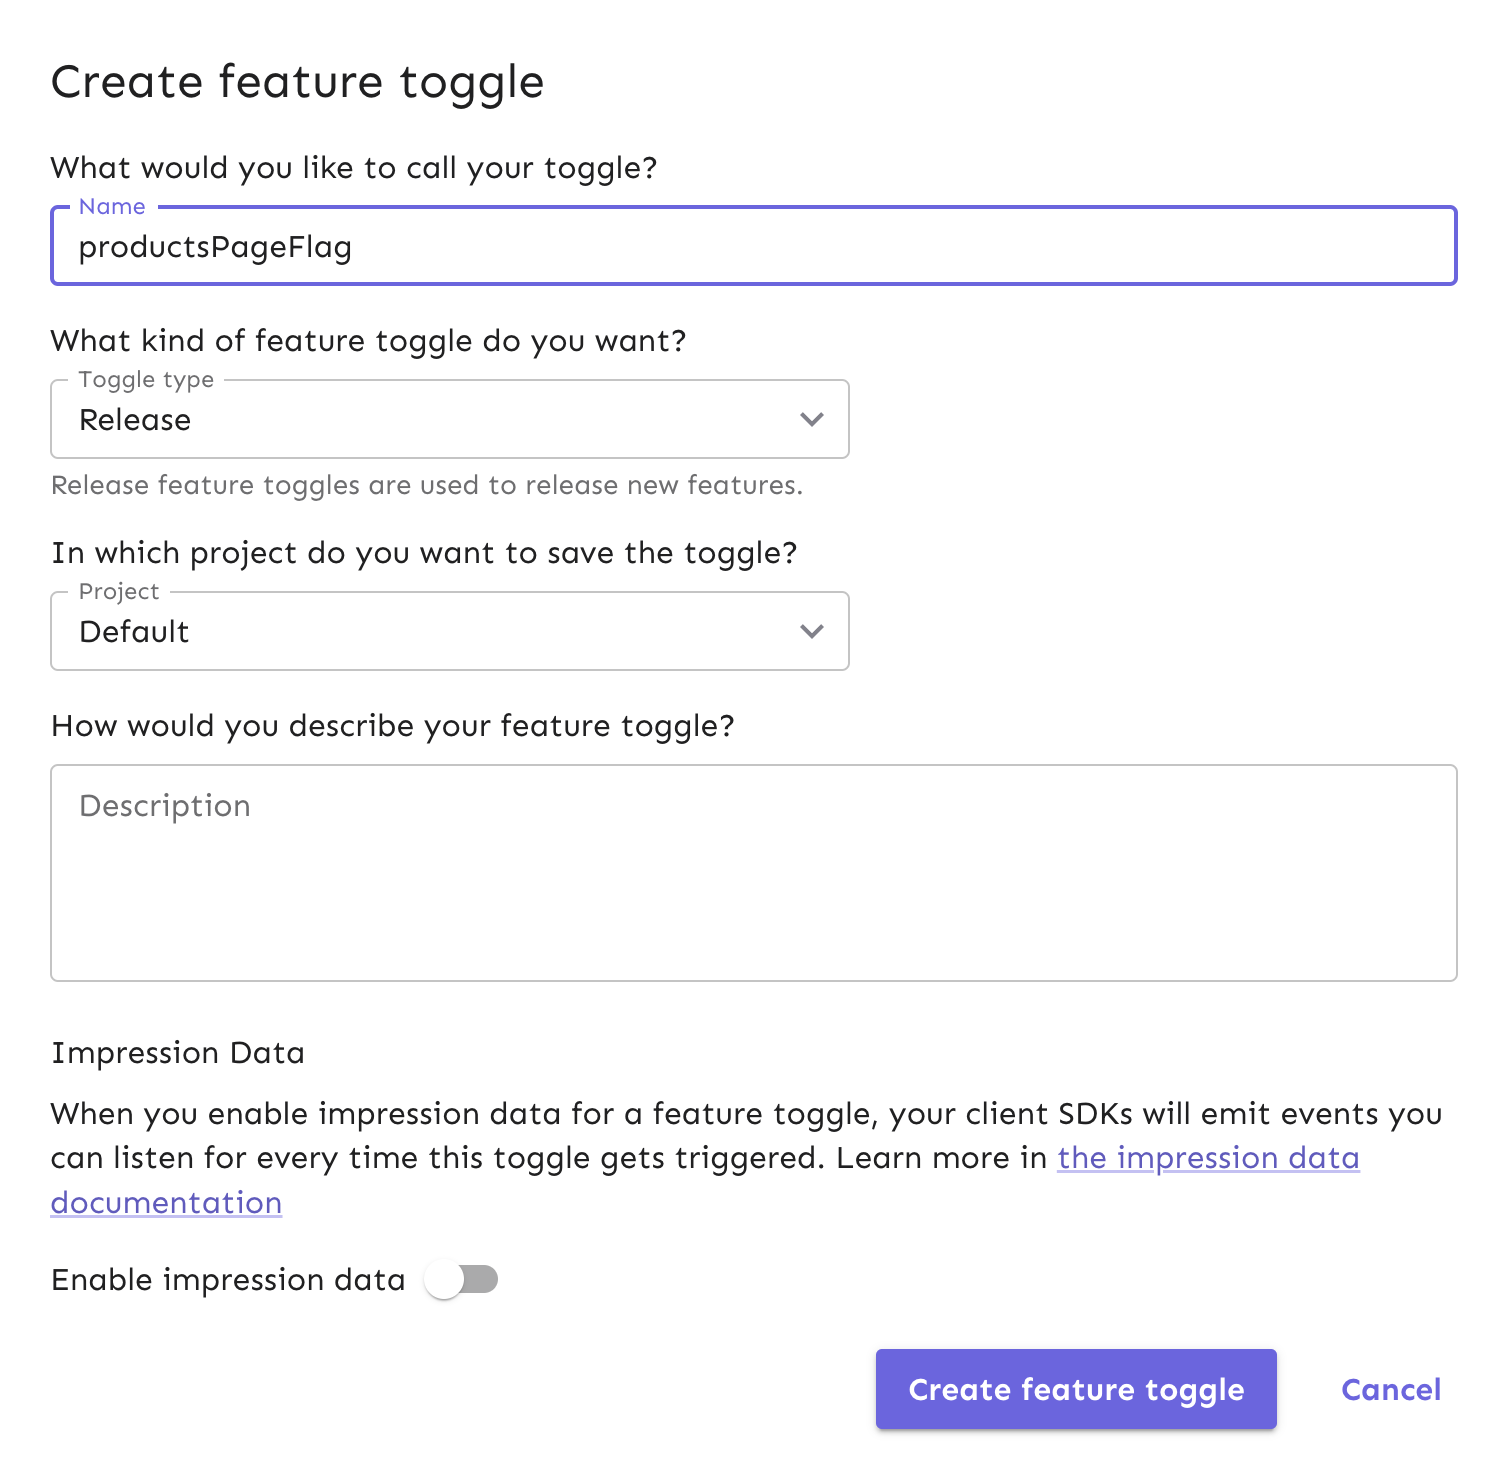 Create feature toggle
What would you like to call your toggle?
Name
productsPageFlag
What kind of feature toggle do you want?
Toggle type
Release
Release feature toggles are used to release new features.
In which project do you want to save the toggle?
Project
Default
How would you describe your feature toggle?
Description
Impression Data
When you enable impression data for a feature toggle, your client SDKs will emit events you
can listen for every time this toggle gets triggered. Learn more in the impression data
documentation
Enable impression data
Create feature toggle
Cancel